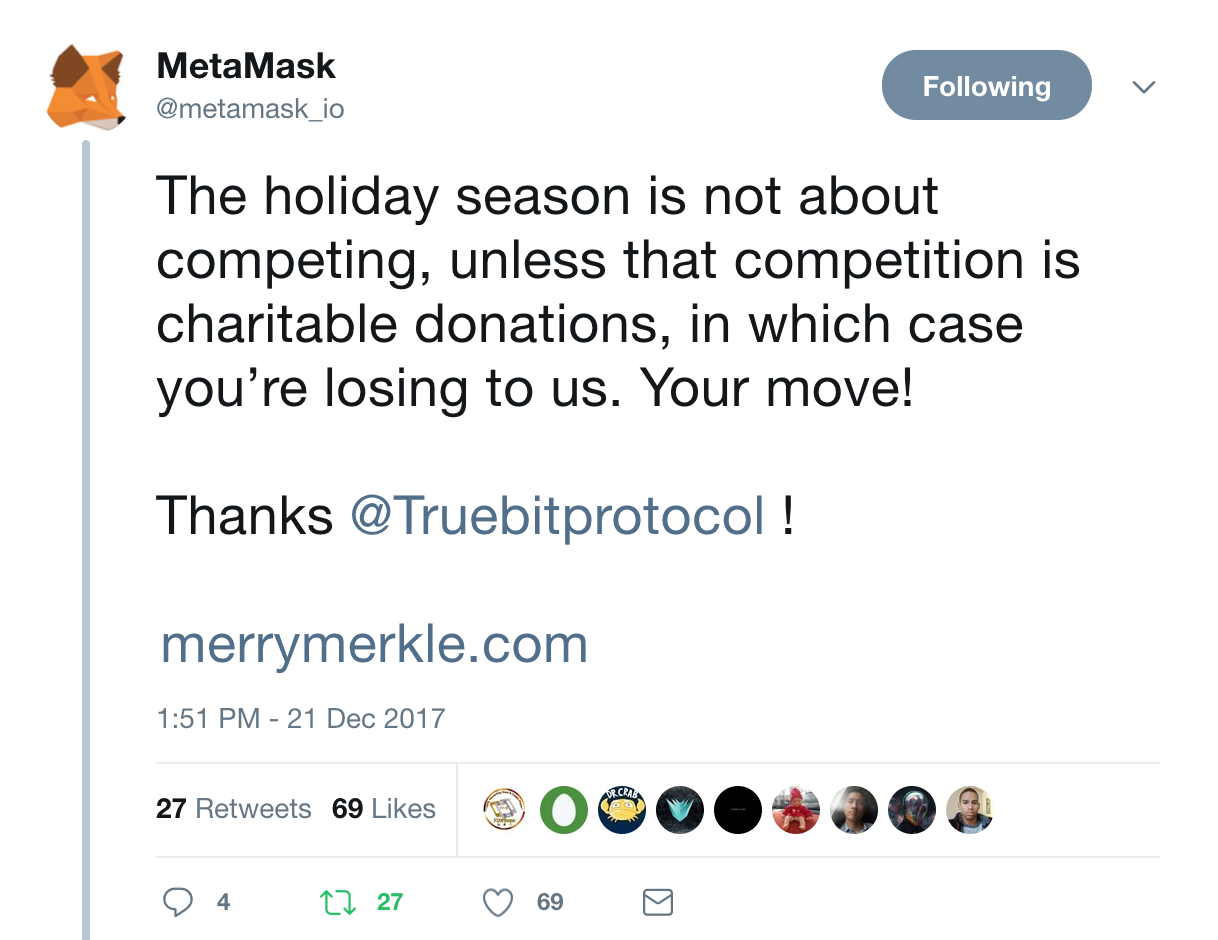 MetaMask
@metamask_io
Following
The holiday season is not about
competing, unless that competition is
charitable donations, in which case
you’re losing to us. Your move!
Thanks @Truebitprotocol !
merrymerkle.com
1:51 PM - 21 Dec 2017
27 Retweets 69 Likes
DR.CRAB
4 27 69